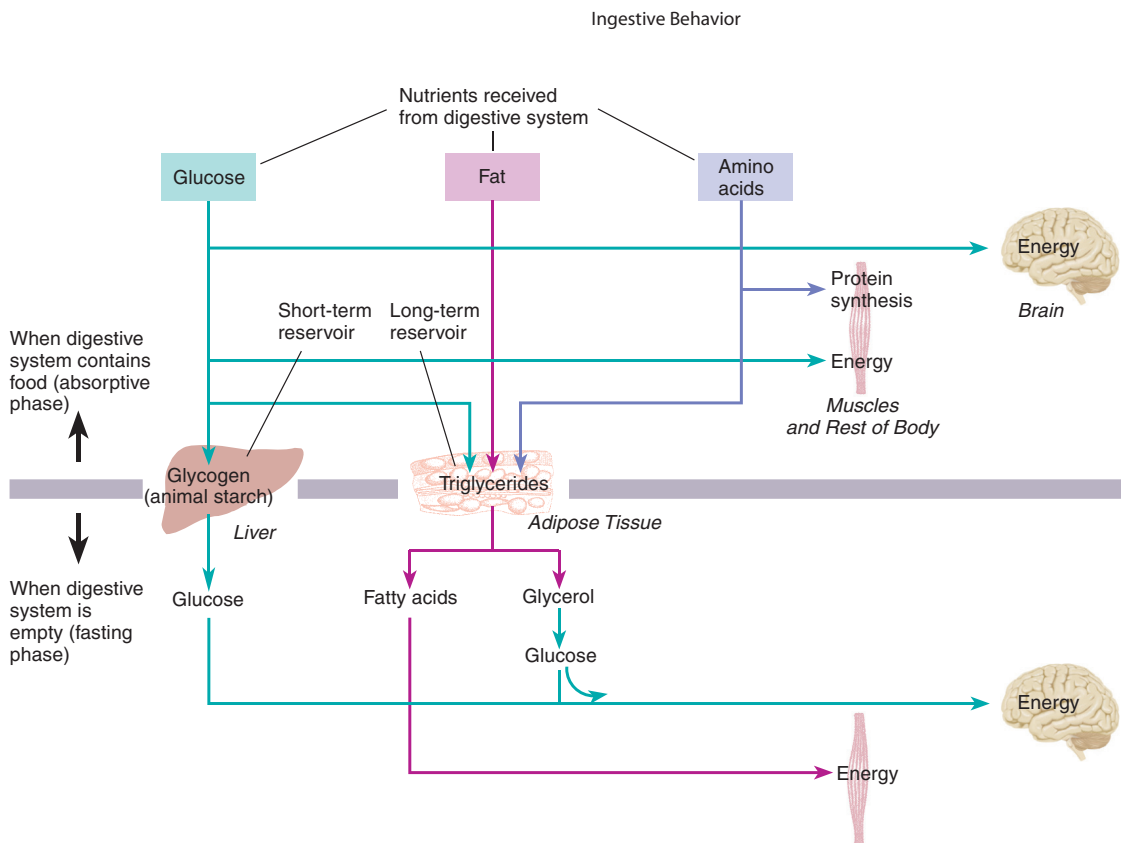 Ingestive Behavior
Nutrients received
from digestive system
Glucose
Fat
Amino
acids
Energy
Brain
Protein
synthesis
Energy
Muscles
and Rest of Body
Short-term
reservoir
Long-term
reservoir
When digestive
system contains
food (absorptive
phase)
Glycogen
(animal starch)
Liver
Triglycerides
Adipose Tissue
When digestive
system is
empty (fasting
phase)
Glucose
Fatty acids
Glycerol
Glucose
Energy
Energy